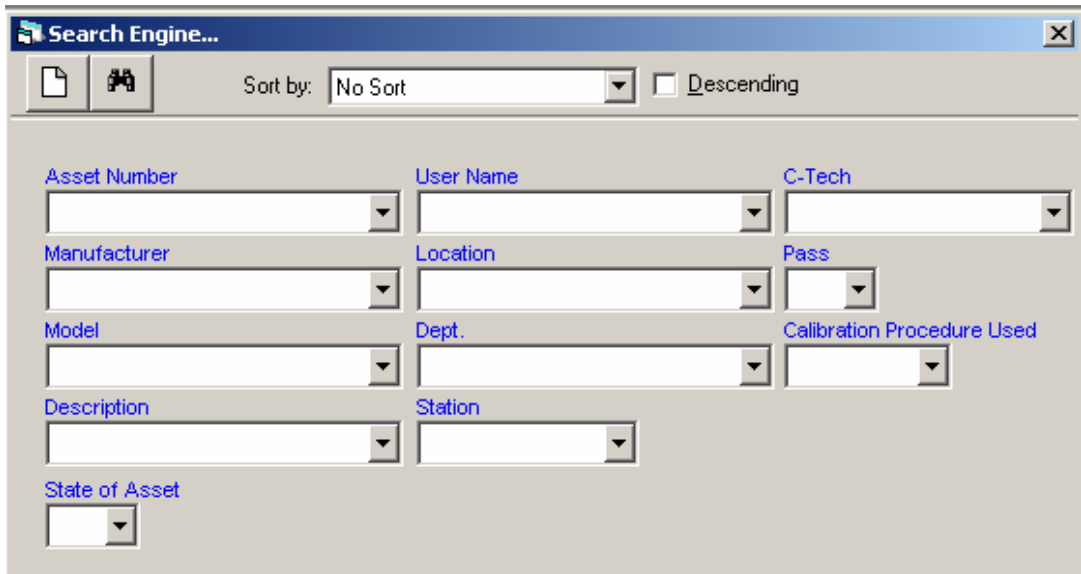 Search Engine...
Sort by: No Sort Descending
Asset Number User Name C-Tech
Manufacturer Location Pass
Model Dept. Calibration Procedure Used
Description Station
State of Asset